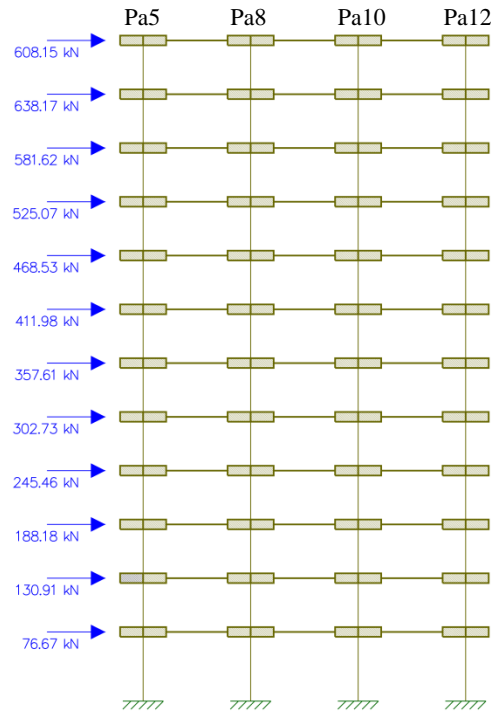 Pa5 Pa8 Pa10 Pa12
608.15 kN
638.17 kN
581.62 kN
525.07 kN
468.53 kN
411.98 kN
357.61 kN
302.73 kN
245.46 kN
188.18 kN
130.91 kN
76.67 kN